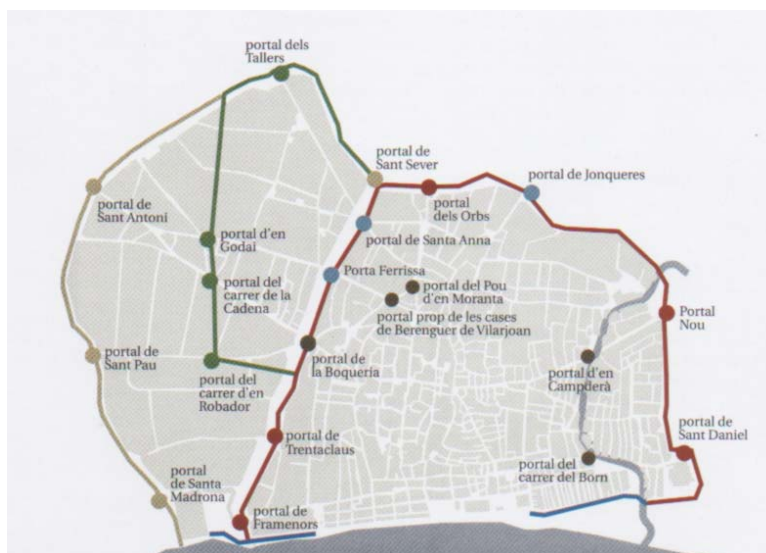 portal dels
Tallers
portal de
Sant Sever
portal de Jonqueres
portal de
Sant Antoni
portal
dels Orbs
portal d'en
Godai
portal de Santa Anna
Porta Ferrissa
portal del
carrer de la
Cadena
portal del Pou
d'en Moranta
portal prop de les cases
de Berenguer de Vilarjoan
Portal
Nou
portal de
Sant Pau
portal de
la Boqueria
portal del
carrer d'en
Robador
portal d'en
Campderà
portal de
Trentaclaus
portal de
Sant Daniel
portal
de Santa
Madrona
portal del
carrer del Born
portal de
Framenors